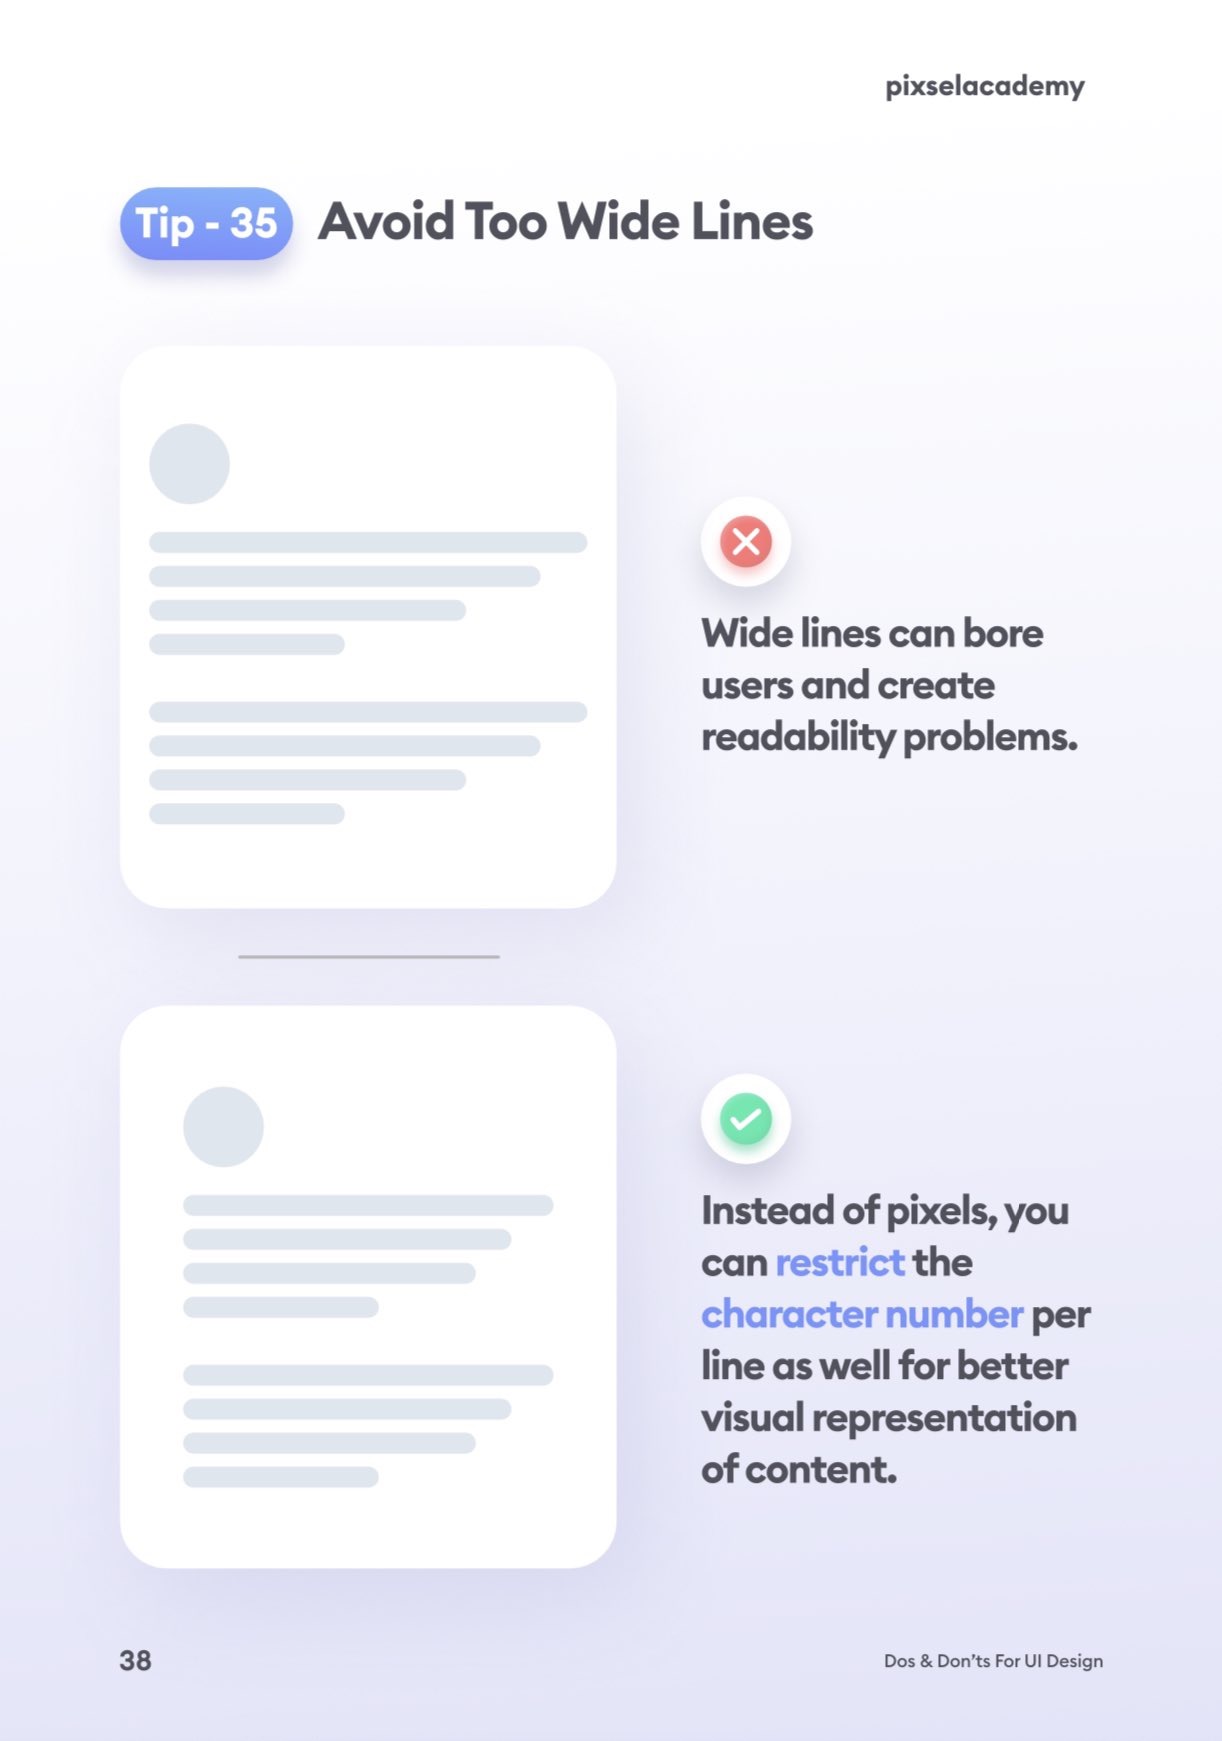 pixselacademy
Tip - 35
Avoid Too Wide Lines
Wide lines can bore
users and create
readability problems.
Instead of pixels, you
can restrict the
character number per
line as well for better
visual representation
of content.
38
Dos & Don'ts For UI Design